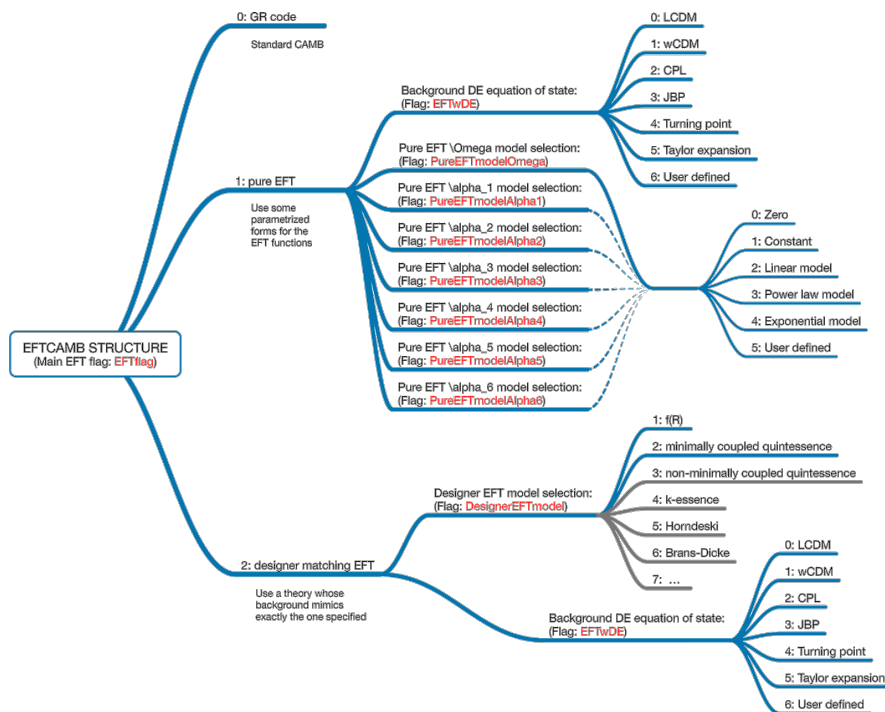 0: GR code
Standard CAMB
EFTCAMB STRUCTURE
(Main EFT flag: EFTflag)
1: pure EFT
Use some
parametrized
forms for the
EFT functions
Background DE equation of state:
(Flag: EFTwDE)
0: LCDM
1: wCDM
2: CPL
3: JBP
4: Turning point
5: Taylor expansion
6: User defined
Pure EFT \Omega model selection:
(Flag: PureEFTmodelOmega)
Pure EFT \alpha_1 model selection:
(Flag: PureEFTmodelAlpha1)
Pure EFT \alpha_2 model selection:
(Flag: PureEFTmodelAlpha2)
Pure EFT \alpha_3 model selection:
(Flag: PureEFTmodelAlpha3)
Pure EFT \alpha_4 model selection:
(Flag: PureEFTmodelAlpha4)
Pure EFT \alpha_5 model selection:
(Flag: PureEFTmodelAlpha5)
Pure EFT \alpha_6 model selection:
(Flag: PureEFTmodelAlpha6)
0: Zero
1: Constant
2: Linear model
3: Power law model
4: Exponential model
5: User defined
2: designer matching EFT
Use a theory whose
background mimics
exactly the one specified
Designer EFT model selection:
(Flag: DesignerEFTmodel)
1: f(R)
2: minimally coupled quintessence
3: non-minimally coupled quintessence
4: k-essence
5: Horndeski
6: Brans-Dicke
7: ...
Background DE equation of state:
(Flag: EFTwDE)
0: LCDM
1: wCDM
2: CPL
3: JBP
4: Turning point
5: Taylor expansion
6: User defined